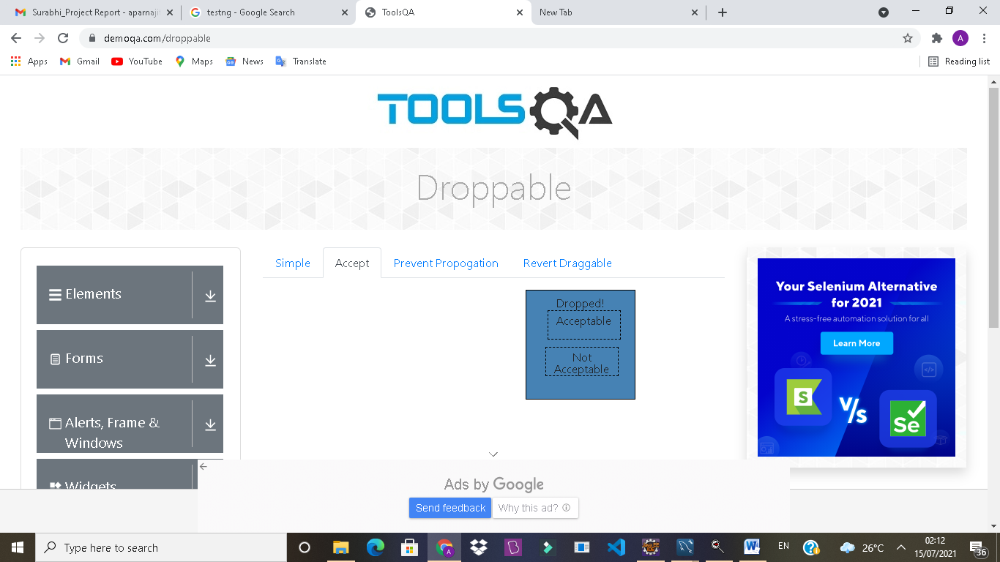 Surabhi_Project Report - aparnajit
testng - Google Search
ToolsQA
New Tab
demoqa.com/droppable
A
Apps
Gmail
YouTube
Maps
News
Translate
Reading list
TOOLSQA
Droppable
Elements
Forms
Alerts, Frame &
Windows
Widgets
Simple
Accept
Prevent Propogation
Revert Draggable
Dropped!
Acceptable
Not
Acceptable
Your Selenium Alternative
for 2021
A stress-free automation solution for all
Learn More
S
V/s
Se
Ads by Google
Send feedback
Why this ad?
Type here to search
EN
26°C
02:12
15/07/2021
36